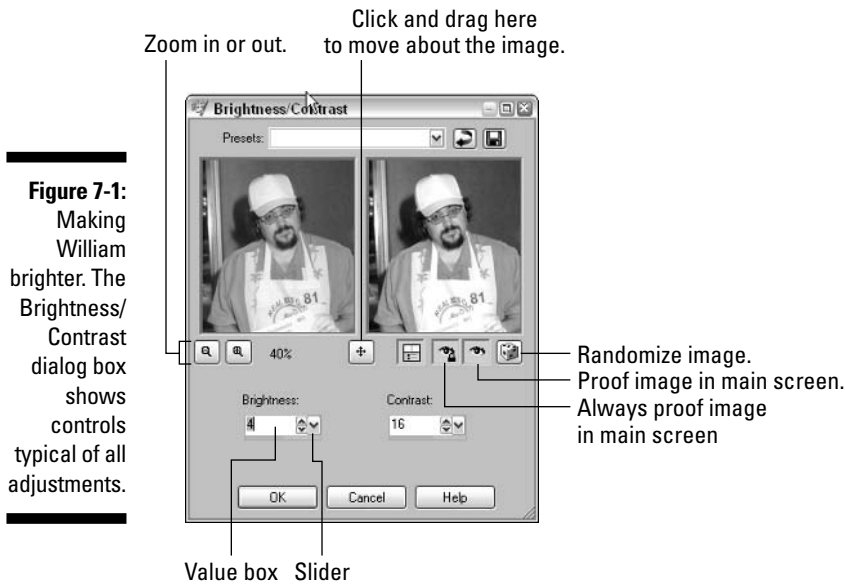 Click and drag here
to move about the image.
Zoom in or out.
Brightness/Contrast
Presets:
Figure 7-1:
Making
William
brighter. The
Brightness/
Contrast
dialog box
shows
controls
typical of all
adjustments.
81
81
40%
Randomize image.
Proof image in main screen.
Always proof image
in main screen
Brightness:
Contrast:
4
16
OK
Cancel
Help
Value box
Slider